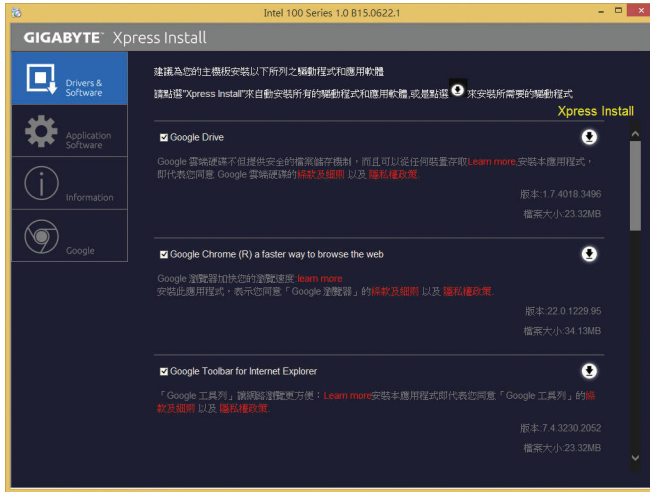 Intel 100 Series 1.0 B15.0622.1
GIGABYTE™ Xpress Install
Drivers & Software
建議為您的主機板安裝以下所列之驅動程式和應用軟體
請點選"Xpress Install"來自動安裝所有的驅動程式和應用軟體,或是點選 來安裝所需要的驅動程式
Xpress Install
Application Software
Information
Google
Google Drive
Google 雲端硬碟不但提供安全的檔案儲存機制，而且可以從任何裝置存取Learn more,安裝本應用程式，
即代表您同意 Google 雲端硬碟的條款及細則 以及 隱私權政策.
版本:1.7.4018.3496
檔案大小:23.32MB
Google Chrome (R) a faster way to browse the web
Google 瀏覽器加快您的瀏覽速度:learn more
安裝此應用程式，表示您同意「Google 瀏覽器」的條款及細則 以及 隱私權政策.
版本:22.0.1229.95
檔案大小:34.13MB
Google Toolbar for Internet Explorer
「Google 工具列」讓網路瀏覽更方便：Learn more安裝本應用程式即代表您同意「Google 工具列」的條
款及細則 以及 隱私權政策.
版本:7.4.3230.2052
檔案大小:23.32MB